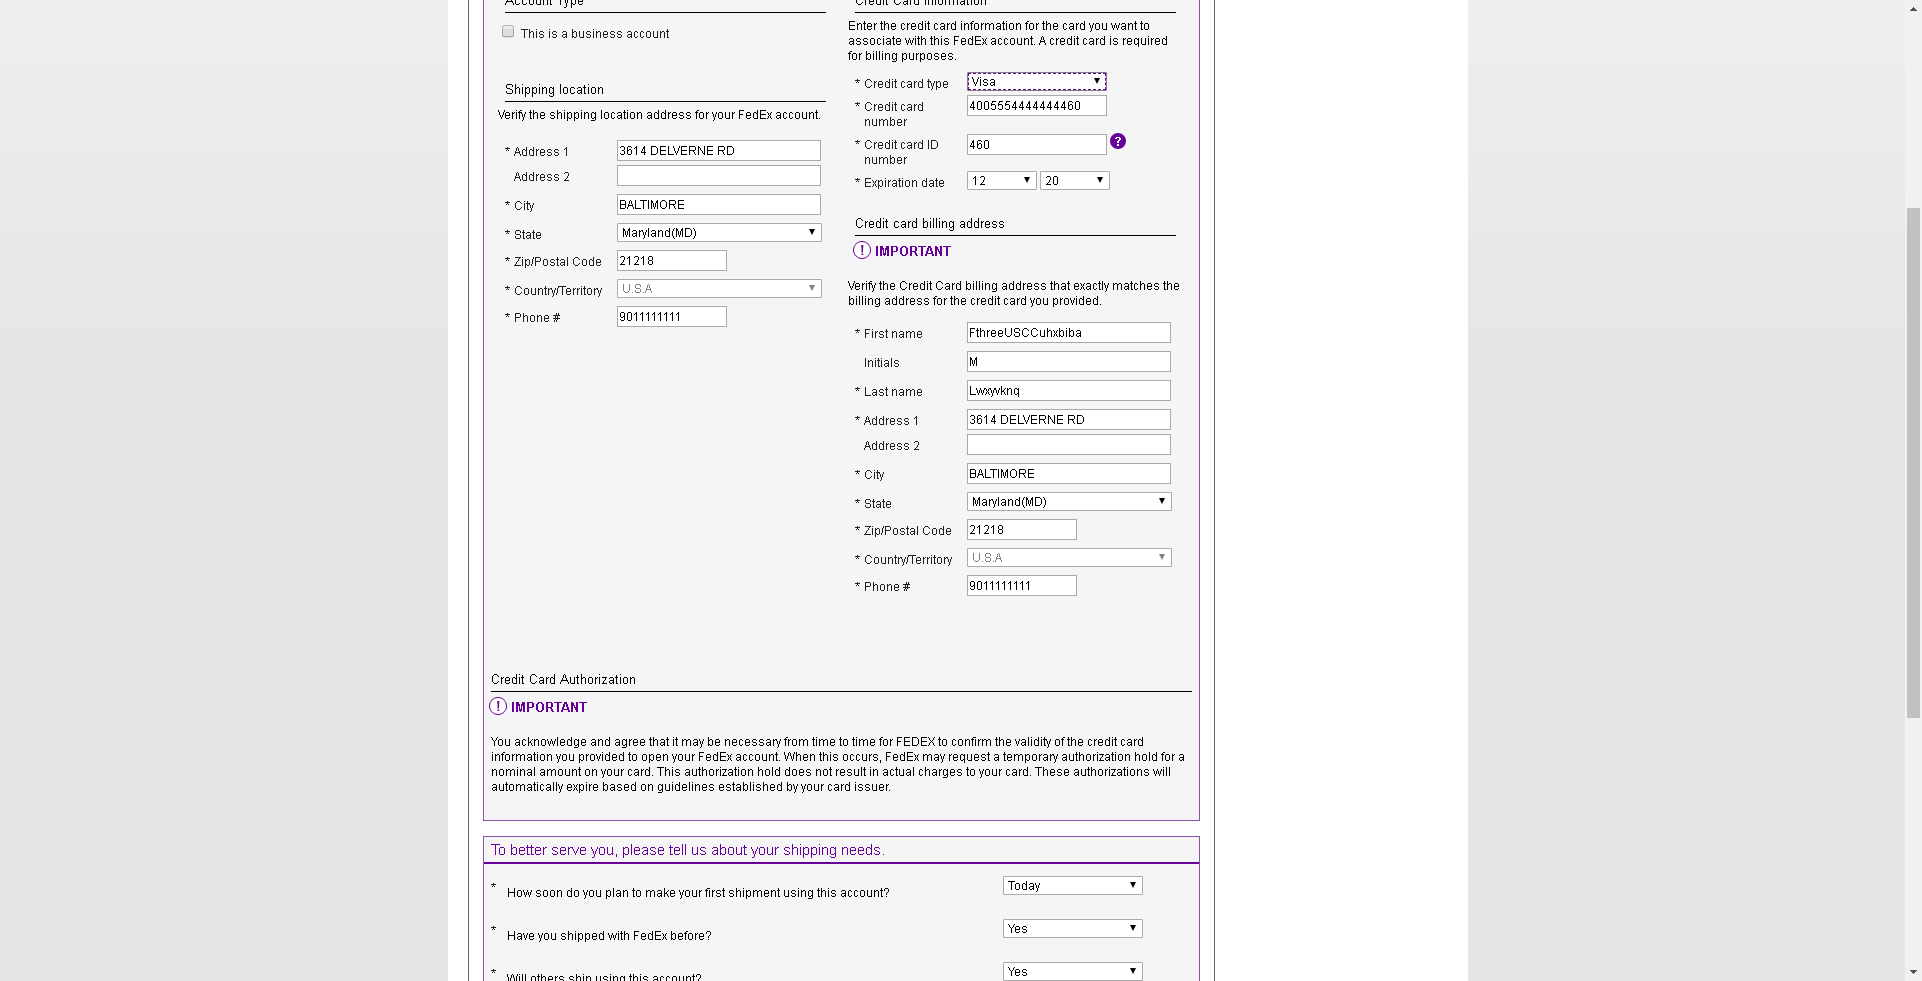 Account Type
This is a business account
Shipping location
Verify the shipping location address for your FedEx account.
* Address 1 3614 DELVERNE RD
Address 2
* City BALTIMORE
* State Maryland(MD)
* Zip/Postal Code 21218
* Country/Territory U.S.A
* Phone # 9011111111
Credit Card Information
Enter the credit card information for the card you want to
associate with this FedEx account. A credit card is required
for billing purposes.
* Credit card type Visa
* Credit card
number 4005554444444460
* Credit card ID
number 460 ?
* Expiration date 12 20
Credit card billing address
! IMPORTANT
Verify the Credit Card billing address that exactly matches the
billing address for the credit card you provided.
* First name FthreeUSCCuhxbiba
Initials M
* Last name Lwxyvknq
* Address 1 3614 DELVERNE RD
Address 2
* City BALTIMORE
* State Maryland(MD)
* Zip/Postal Code 21218
* Country/Territory U.S.A
* Phone # 9011111111
Credit Card Authorization
! IMPORTANT
You acknowledge and agree that it may be necessary from time to time for FEDEX to confirm the validity of the credit card
information you provided to open your FedEx account. When this occurs, FedEx may request a temporary authorization hold for a
nominal amount on your card. This authorization hold does not result in actual charges to your card. These authorizations will
automatically expire based on guidelines established by your card issuer.
To better serve you, please tell us about your shipping needs.
* How soon do you plan to make your first shipment using this account? Today
* Have you shipped with FedEx before? Yes
* Will others ship using this account? Yes